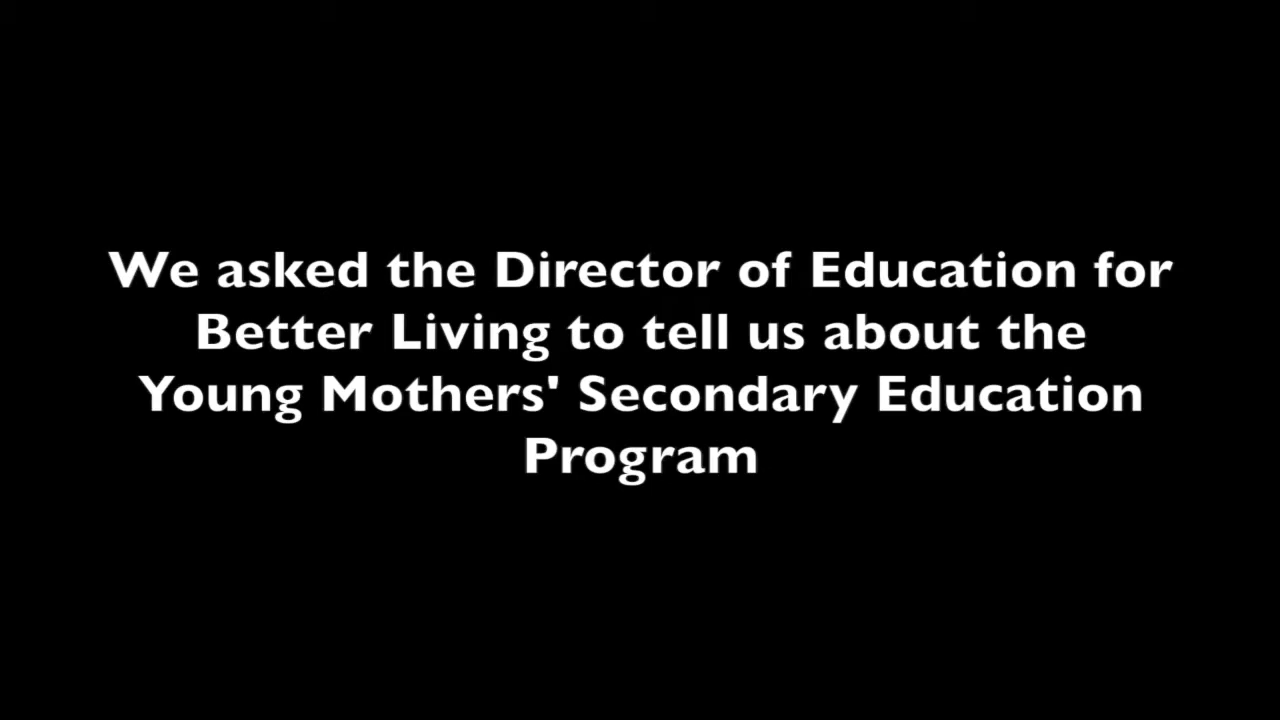 We asked the Director of Education for
Better Living to tell us about the
Young Mothers' Secondary Education
Program